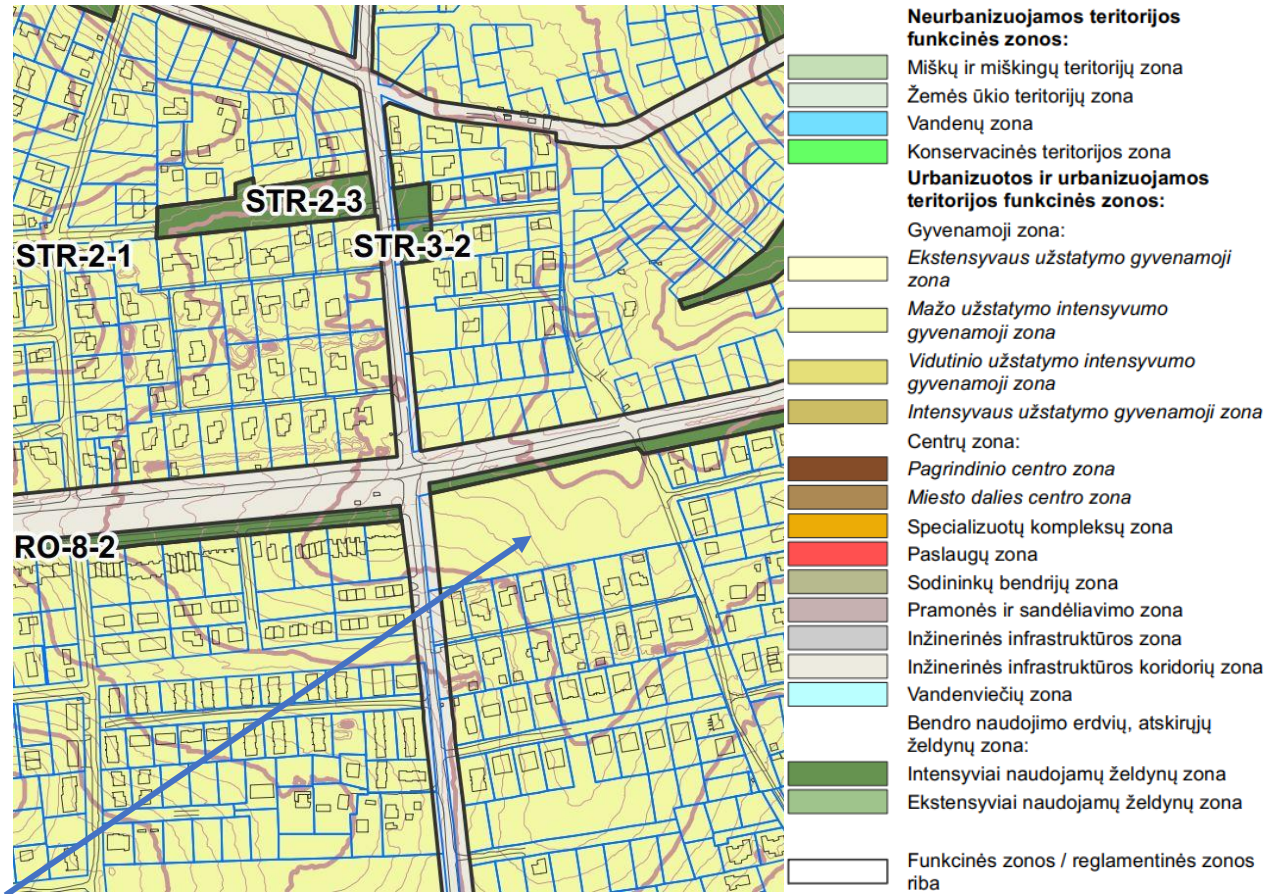 STR-2-3
STR-3-2
STR-2-1
RO-8-2
Neurbanizuojamos teritorijos
funkcinės zonos:
Miškų ir miškingų teritorijų zona
Žemės ūkio teritorijų zona
Vandenų zona
Konservacinės teritorijos zona
Urbanizuotos ir urbanizuojamos
teritorijos funkcinės zonos:
Gyvenamoji zona:
Ekstensyvaus užstatymo gyvenamoji
zona
Mažo užstatymo intensyvumo
gyvenamoji zona
Vidutinio užstatymo intensyvumo
gyvenamoji zona
Intensyvaus užstatymo gyvenamoji zona
Centrų zona:
Pagrindinio centro zona
Miesto dalies centro zona
Specializuotų kompleksų zona
Paslaugų zona
Sodininkų bendrijų zona
Pramonės ir sandėliavimo zona
Inžinerinės infrastruktūros zona
Inžinerinės infrastruktūros koridorių zona
Vandenviečių zona
Bendro naudojimo erdvių, atskirųjų
želdynų zona:
Intensyviai naudojamų želdynų zona
Ekstensyviai naudojamų želdynų zona
Funkcinės zonos / reglamentinės zonos
riba